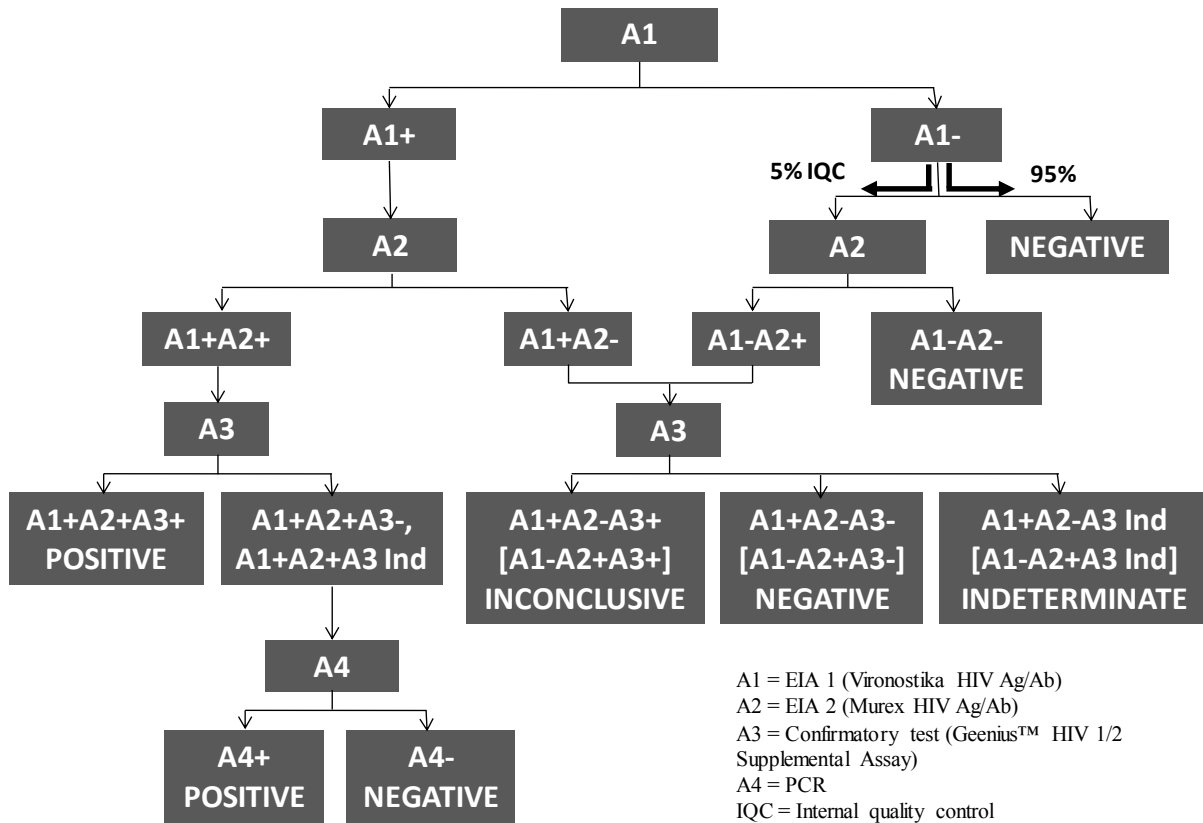 A1
A1+
A1-
5% IQC
95%
A2
A2
NEGATIVE
A1+A2+
A1+A2-
A1-A2+
A1-A2-
NEGATIVE
A3
A3
A1+A2+A3+
POSITIVE
A1+A2+A3-,
A1+A2+A3 Ind
A1+A2-A3+
[A1-A2+A3+]
INCONCLUSIVE
A1+A2-A3-
[A1-A2+A3-]
NEGATIVE
A1+A2-A3 Ind
[A1-A2+A3 Ind]
INDETERMINATE
A4
A4+
POSITIVE
A4-
NEGATIVE
A1 = EIA 1 (Vironostika HIV Ag/Ab)
A2 = EIA 2 (Murex HIV Ag/Ab)
A3 = Confirmatory test (Geenius™ HIV 1/2
Supplemental Assay)
A4 = PCR
IQC = Internal quality control